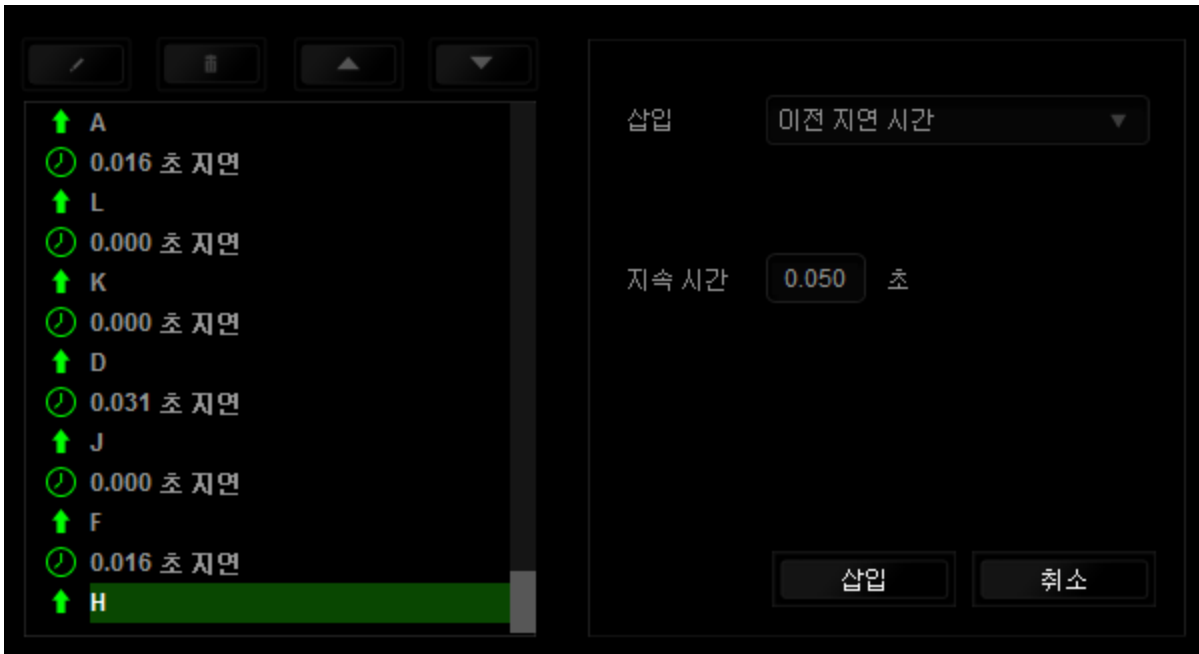 A
0.016 초 지연
L
0.000 초 지연
K
0.000 초 지연
D
0.031 초 지연
J
0.000 초 지연
F
0.016 초 지연
H
삽입 이전 지연 시간
지속 시간 0.050 초
삽입 취소